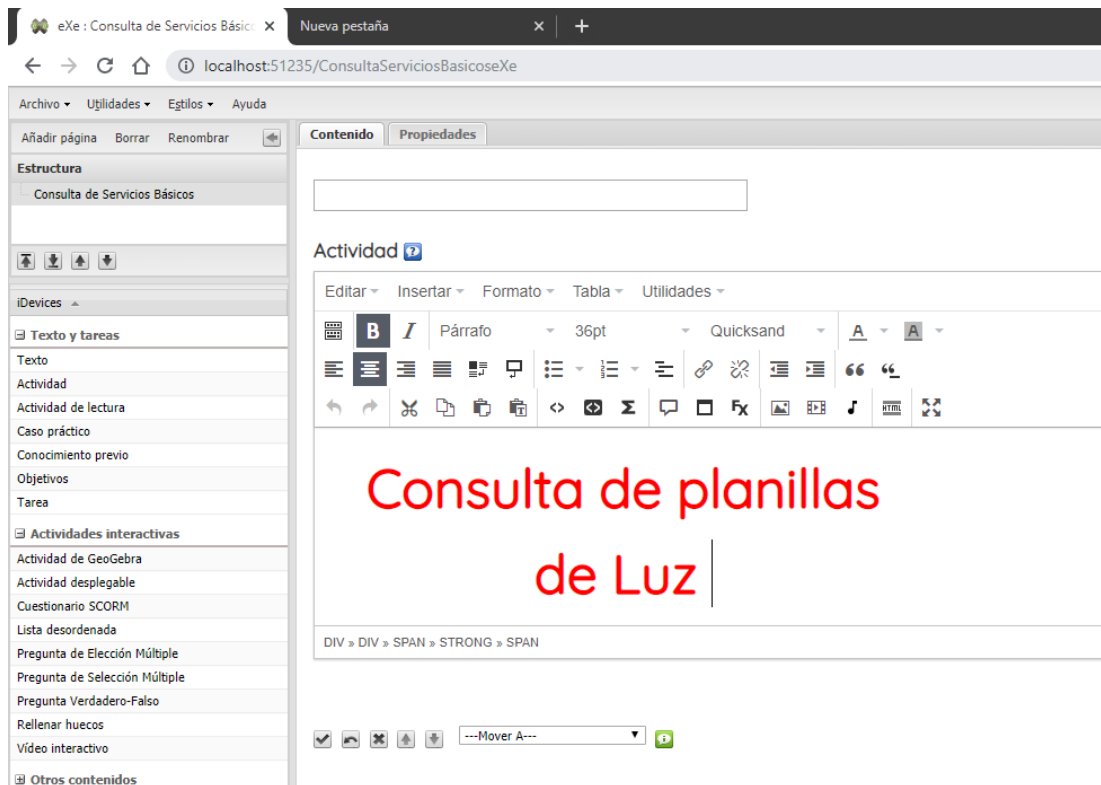 eXe : Consulta de Servicios Básic
Nueva pestaña
localhost:51235/ConsultaServiciosBasicoseXe
Archivo Utilidades Estilos Ayuda
Añadir página Borrar Renombrar
Contenido Propiedades
Estructura
Consulta de Servicios Básicos
Actividad
Editar Insertar Formato Tabla Utilidades
B I Párrafo 36pt Quicksand A A
Fx HTML
iDevices
Texto y tareas
Texto
Actividad
Actividad de lectura
Caso práctico
Conocimiento previo
Objetivos
Tarea
Actividades interactivas
Actividad de GeoGebra
Actividad desplegable
Cuestionario SCORM
Lista desordenada
Pregunta de Elección Múltiple
Pregunta de Selección Múltiple
Pregunta Verdadero-Falso
Rellenar huecos
Vídeo interactivo
Otros contenidos
Consulta de planillas
de Luz
DIV » DIV » SPAN » STRONG » SPAN
---Mover A---